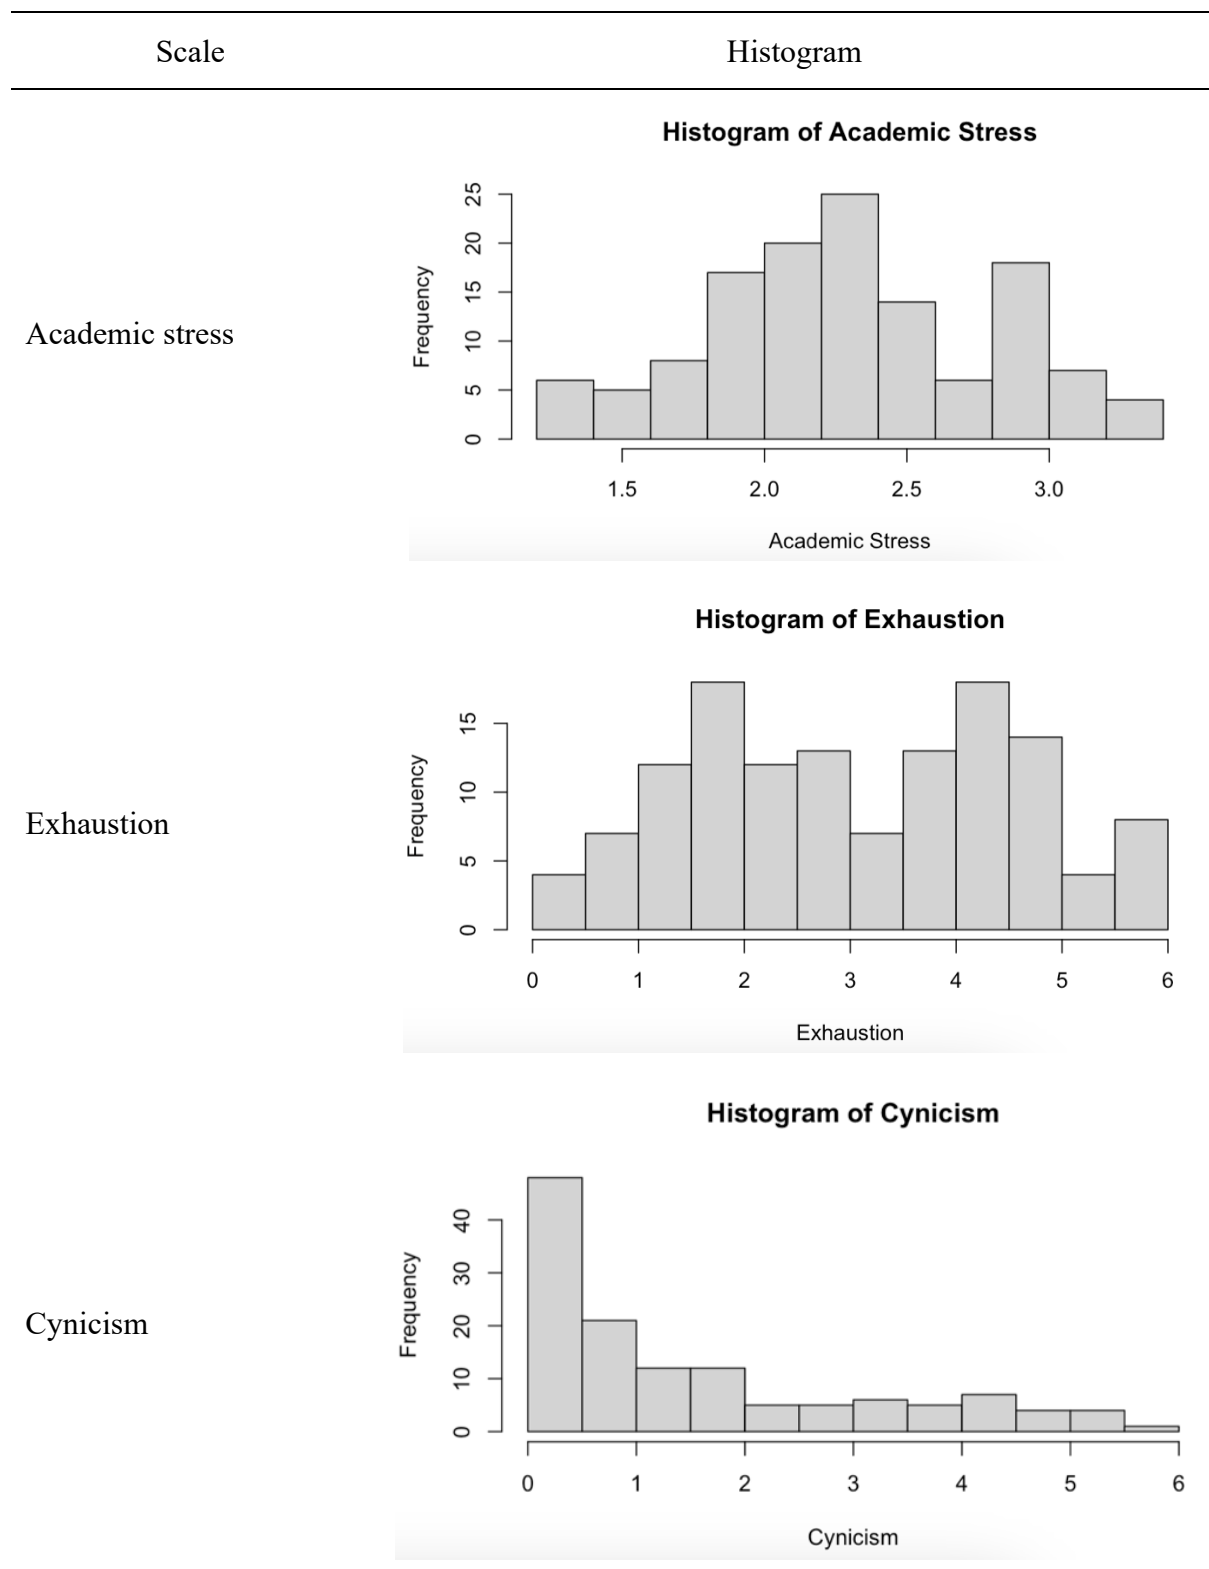 Scale Histogram
Histogram of Academic Stress
Academic stress
Frequency
0 5 10 15 20 25
1.5 2.0 2.5 3.0
Academic Stress
Histogram of Exhaustion
Exhaustion
Frequency
0 5 10 15
0 1 2 3 4 5 6
Exhaustion
Histogram of Cynicism
Cynicism
Frequency
0 10 20 30 40
0 1 2 3 4 5 6
Cynicism